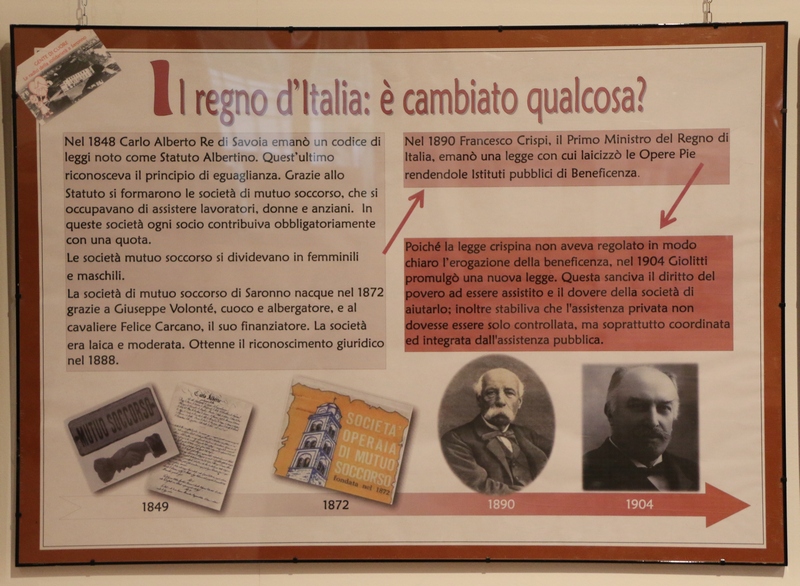 Il regno d'Italia: è cambiato qualcosa?
Nel 1848 Carlo Alberto Re di Savoia emanò un codice di
leggi noto come Statuto Albertino. Quest'ultimo
riconosceva il principio di eguaglianza. Grazie allo
Statuto si formarono le società di mutuo soccorso, che si
occupavano di assistere lavoratori, donne e anziani. In
queste società ogni socio contribuiva obbligatoriamente
con una quota.
Le società mutuo soccorso si dividevano in femminili
e maschili.
La società di mutuo soccorso di Saronno nacque nel 1872
grazie a Giuseppe Volonté, cuoco e albergatore, e al
cavaliere Felice Carcano, il suo finanziatore. La società
era laica e moderata. Ottenne il riconoscimento giuridico
nel 1888.
Nel 1890 Francesco Crispi, il Primo Ministro del Regno di
Italia, emanò una legge con cui laicizzò le Opere Pie
rendendole Istituti pubblici di Beneficenza.
Poiché la legge crispina non aveva regolato in modo
chiaro l'erogazione della beneficenza, nel 1904 Giolitti
promulgò una nuova legge. Questa sanciva il diritto del
povero ad essere assistito e il dovere della società di
aiutarlo; inoltre stabiliva che l'assistenza privata non
dovesse essere solo controllata, ma soprattutto coordinata
ed integrata dall'assistenza pubblica.
MUTUO SOCCORSO
SOCIETÀ
OPERAIA
DI MUTUO
SOCCORSO
fondata nel 1872
1849
1872
1890
1904